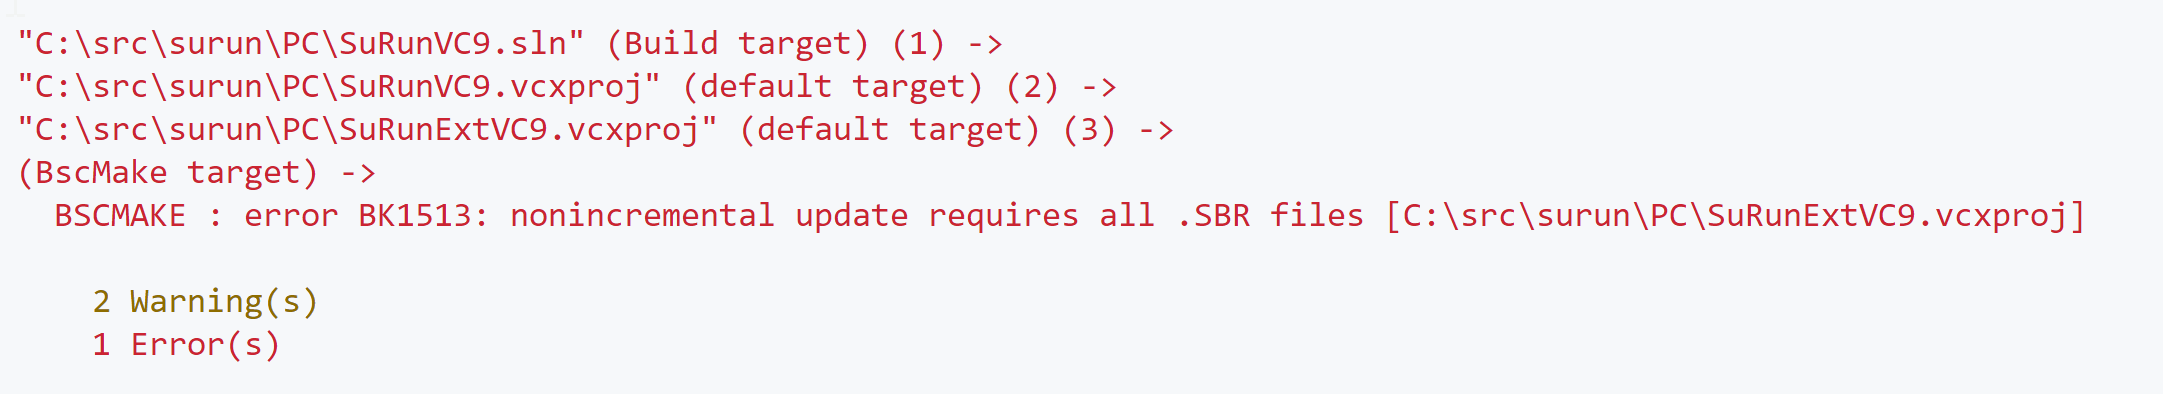 "C:\src\surun\PC\SuRunVC9.sln" (Build target) (1) ->
"C:\src\surun\PC\SuRunVC9.vcxproj" (default target) (2) ->
"C:\src\surun\PC\SuRunExtVC9.vcxproj" (default target) (3) ->
(BscMake target) ->
  BSCMAKE : error BK1513: nonincremental update requires all .SBR files [C:\src\surun\PC\SuRunExtVC9.vcxproj]
    2 Warning(s)
    1 Error(s)